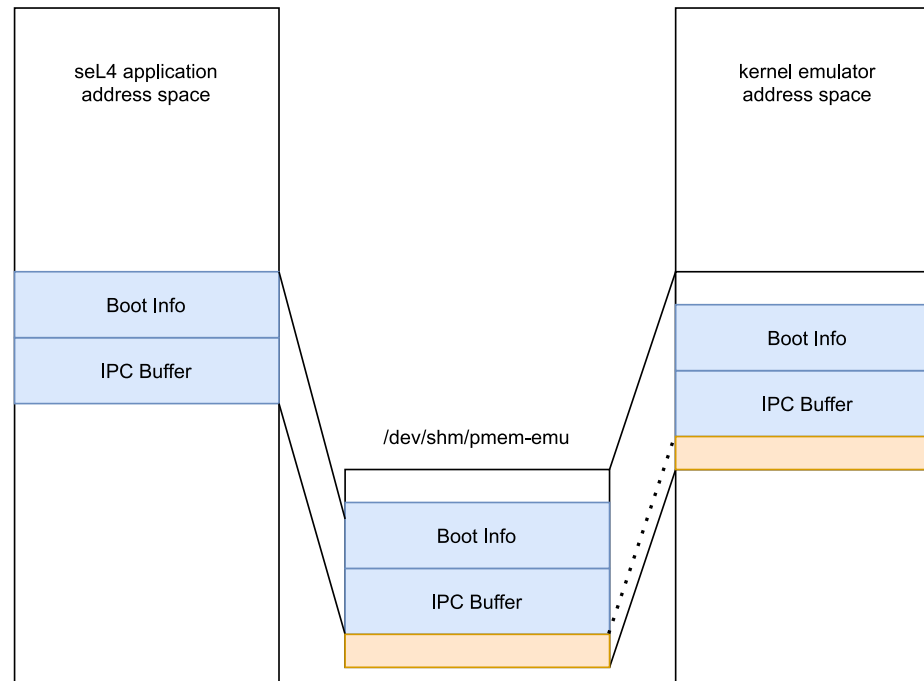 seL4 application
address space
kernel emulator
address space
Boot Info
IPC Buffer
Boot Info
IPC Buffer
/dev/shm/pmem-emu
Boot Info
IPC Buffer